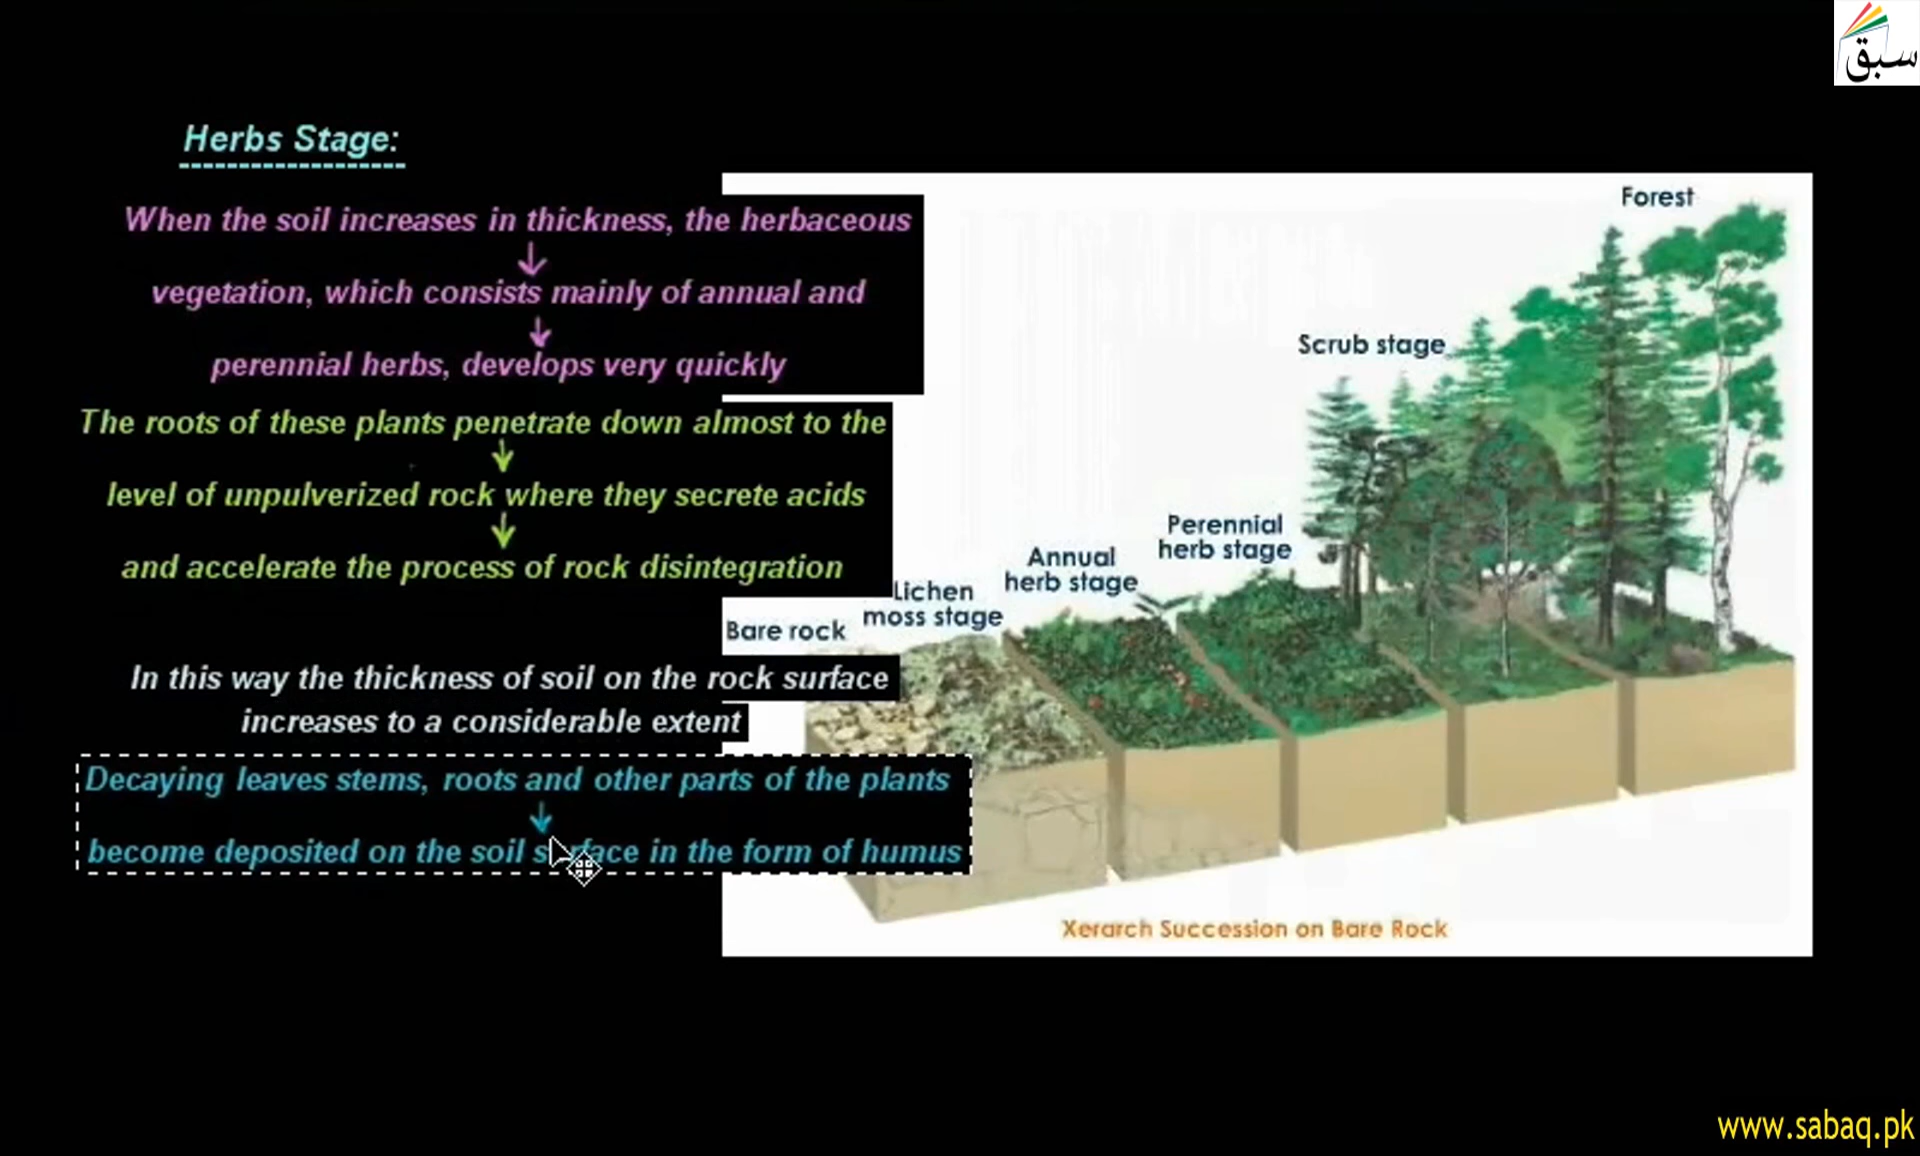 سبق
Herbs Stage:
When the soil increases in thickness, the herbaceous
vegetation, which consists mainly of annual and
perennial herbs, develops very quickly
The roots of these plants penetrate down almost to the
level of unpulverized rock where they secrete acids
and accelerate the process of rock disintegration
In this way the thickness of soil on the rock surface
increases to a considerable extent
Decaying leaves stems, roots and other parts of the plants
become deposited on the soil surface in the form of humus
Bare rock
Lichen
moss stage
Annual
herb stage
Perennial
herb stage
Scrub stage
Forest
Xerarch Succession on Bare Rock
www.sabaq.pk